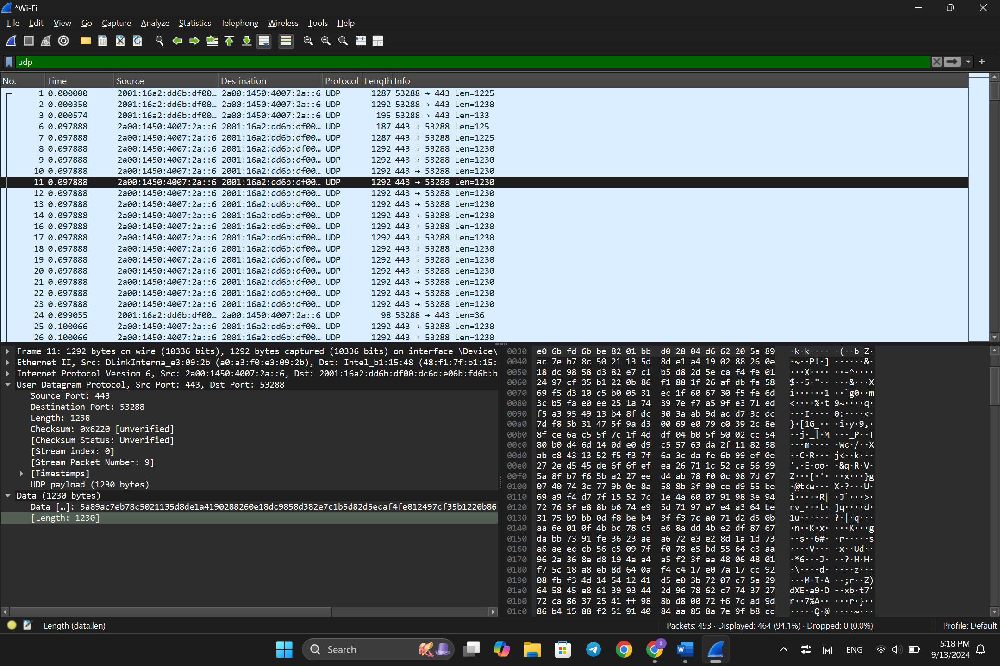 *Wi-Fi
File Edit View Go Capture Analyze Statistics Telephony Wireless Tools Help
udp
No. Time Source Destination Protocol Length Info
1 0.000000 2001:16a2:dd6b:df00… 2a00:1450:4007:2a::6 UDP 1287 53288 → 443 Len=1225
2 0.000350 2001:16a2:dd6b:df00… 2a00:1450:4007:2a::6 UDP 1292 53288 → 443 Len=1230
3 0.000574 2001:16a2:dd6b:df00… 2a00:1450:4007:2a::6 UDP 195 53288 → 443 Len=133
6 0.097888 2a00:1450:4007:2a::6 2001:16a2:dd6b:df00… UDP 187 443 → 53288 Len=125
7 0.097888 2a00:1450:4007:2a::6 2001:16a2:dd6b:df00… UDP 1287 443 → 53288 Len=1225
8 0.097888 2a00:1450:4007:2a::6 2001:16a2:dd6b:df00… UDP 1292 443 → 53288 Len=1230
9 0.097888 2a00:1450:4007:2a::6 2001:16a2:dd6b:df00… UDP 1292 443 → 53288 Len=1230
10 0.097888 2a00:1450:4007:2a::6 2001:16a2:dd6b:df00… UDP 1292 443 → 53288 Len=1230
11 0.097888 2a00:1450:4007:2a::6 2001:16a2:dd6b:df00… UDP 1292 443 → 53288 Len=1230
12 0.097888 2a00:1450:4007:2a::6 2001:16a2:dd6b:df00… UDP 1292 443 → 53288 Len=1230
13 0.097888 2a00:1450:4007:2a::6 2001:16a2:dd6b:df00… UDP 1292 443 → 53288 Len=1230
14 0.097888 2a00:1450:4007:2a::6 2001:16a2:dd6b:df00… UDP 1292 443 → 53288 Len=1230
16 0.097888 2a00:1450:4007:2a::6 2001:16a2:dd6b:df00… UDP 1292 443 → 53288 Len=1230
17 0.097888 2a00:1450:4007:2a::6 2001:16a2:dd6b:df00… UDP 1292 443 → 53288 Len=1230
18 0.097888 2a00:1450:4007:2a::6 2001:16a2:dd6b:df00… UDP 1292 443 → 53288 Len=1230
19 0.097888 2a00:1450:4007:2a::6 2001:16a2:dd6b:df00… UDP 1292 443 → 53288 Len=1230
20 0.097888 2a00:1450:4007:2a::6 2001:16a2:dd6b:df00… UDP 1292 443 → 53288 Len=1230
21 0.097888 2a00:1450:4007:2a::6 2001:16a2:dd6b:df00… UDP 1292 443 → 53288 Len=1230
22 0.097888 2a00:1450:4007:2a::6 2001:16a2:dd6b:df00… UDP 1292 443 → 53288 Len=1230
23 0.097888 2a00:1450:4007:2a::6 2001:16a2:dd6b:df00… UDP 1292 443 → 53288 Len=1230
24 0.099055 2001:16a2:dd6b:df00… 2a00:1450:4007:2a::6 UDP 98 53288 → 443 Len=36
25 0.100066 2a00:1450:4007:2a::6 2001:16a2:dd6b:df00… UDP 1292 443 → 53288 Len=1230
26 0.100066 2a00:1450:4007:2a::6 2001:16a2:dd6b:df00… UDP 1292 443 → 53288 Len=1230
Frame 11: 1292 bytes on wire (10336 bits), 1292 bytes captured (10336 bits) on interface \Device\
Ethernet II, Src: DLinkInterna_e3:09:2b (a0:a3:f0:e3:09:2b), Dst: Intel_b1:15:48 (48:f1:7f:b1:15:
Internet Protocol Version 6, Src: 2a00:1450:4007:2a::6, Dst: 2001:16a2:dd6b:df00:dc6d:e06b:fd6b:b
User Datagram Protocol, Src Port: 443, Dst Port: 53288
Source Port: 443
Destination Port: 53288
Length: 1238
Checksum: 0x6220 [unverified]
[Checksum Status: Unverified]
[Stream index: 0]
[Stream Packet Number: 9]
[Timestamps]
UDP payload (1230 bytes)
Data (1230 bytes)
Data […]: 5a89ac7eb78c5021135d8de1a4190288260e18dc9858d382e7c1b5d82d5ecaf4fe012497cf35b1220b86
[Length: 1230]
0030 e0 6b fd 6b be 82 01 bb d0 28 04 d6 62 20 5a 89 ·k·k···· ·(··b Z·
0040 ac 7e b7 8c 50 21 13 5d 8d e1 a4 19 02 88 26 0e ·~··P!·] ······&·
0050 18 dc 98 58 d3 82 e7 c1 b5 d8 2d 5e ca f4 fe 01 ···X···· ··-^····
0060 24 97 cf 35 b1 22 0b 86 f1 88 1f 26 af db fa 58 $··5·"·· ···&···X
0070 69 f5 d3 10 c5 b0 05 31 ec 1f 60 67 30 f5 fe 6d i······1 ··`g0··m
0080 3c b5 fa e0 ee 25 1a 74 39 7e f7 a5 9f e3 71 ed <····%·t 9~····q·
0090 f5 a3 95 49 13 b4 8f dc 30 3a ab 9d ac d7 3c dc ···I···· 0:····<·
00a0 7d f8 5b 31 47 5f 9a d3 00 69 e0 79 c0 39 2c 8e }·[1G_·· ·i·y·9,·
00b0 8f ce 6a c5 5f 7c 1f 4d df 04 b0 5f 50 02 cc 54 ··j·_|·M ···_P··T
00c0 80 b0 d4 6d 14 0d e0 d9 c5 57 63 da 2f 11 82 58 ···m···· ·Wc·/··X
00d0 ab c8 43 13 52 f5 f3 7f 6a 3c da fe 6b 99 ef 0e ··C·R··· j<··k···
00e0 27 2e d5 45 de 6f 6f ef ea 26 71 1c 52 ca 56 99 '.·E·oo· ·&q·R·V·
00f0 5a 8f b7 f6 5b a2 27 ee d4 ab 78 f0 0c 98 7d 67 Z···[·'· ··x···}g
0100 07 40 74 3c 77 9b 0c 8a 58 8b 3f 90 ce d9 55 be ·@t<w··· X·?···U·
0110 69 a9 f4 d7 7f 15 52 7c 1e 4a 60 07 91 98 3e 94 i·····R| ·J`···>·
0120 72 76 5f e8 8b b6 74 e9 5d 71 97 a7 e4 a3 64 be rv_···t· ]q····d·
0130 31 75 b9 bb 0d f8 be b4 3f f3 7c a0 71 d2 d5 0b 1u······ ?·|·q···
0140 aa 6e 01 0f 4b bc 78 c5 e6 8a dd 4b e2 df 87 67 ·n··K·x· ···K···g
0150 da bb 73 91 fe 36 23 ae a6 72 e3 e2 8d 1a 1d 73 ··s··6#· ·r·····s
0160 a6 ae ec cb 56 c5 09 7f f0 78 e5 bd 55 64 c3 aa ····V··· ·x··Ud··
0170 96 2a 36 8e d8 19 4a a4 a5 f2 3f ea 48 06 48 01 ·*6···J· ··?·H·H·
0180 f7 5c 18 a8 eb 8d 64 0a f4 c4 17 e0 7a 17 cc 92 ·\····d· ····z···
0190 08 fb f3 4d 14 54 12 41 d5 e0 3b 72 07 c7 5a 29 ···M·T·A ··;r··Z)
01a0 64 58 45 e8 61 39 93 44 2d 96 78 62 c7 74 37 27 dXE·a9·D -·xb·t7'
01b0 72 ca 86 37 25 41 ff 98 8b d8 00 72 f6 7d ad 9d r··7%A·· ···r·}··
01c0 86 b4 15 88 f2 51 91 40 84 aa 85 8a 7e 9f b8 cc ·····Q·@ ····~···
Length (data.len) Packets: 493 · Displayed: 464 (94.1%) · Dropped: 0 (0.0%) Profile: Default
Search ENG 5:18 PM
9/13/2024